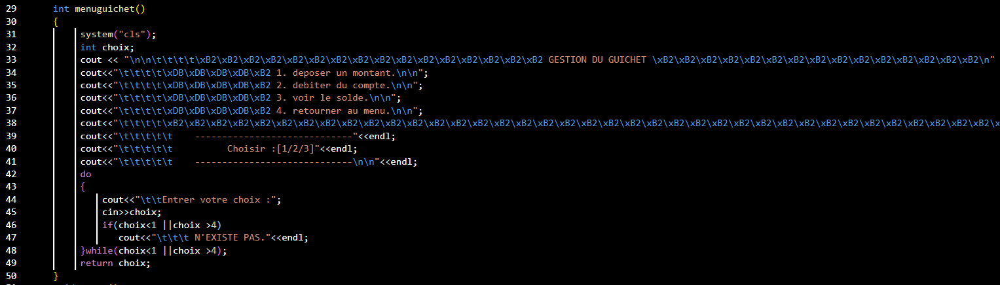 29 int menuguichet()
30 {
31 system("cls");
32 int choix;
33 cout << "\n\n\t\t\t\t\xB2\xB2\xB2\xB2\xB2\xB2\xB2\xB2\xB2\xB2\xB2\xB2\xB2\xB2\xB2\xB2 GESTION DU GUICHET \xB2\xB2\xB2\xB2\xB2\xB2\xB2\xB2\xB2\xB2\xB2\xB2\xB2\xB2\xB2\n"
34 cout<<"\t\t\t\t\xDB\xDB\xDB\xDB\xB2 1. deposer un montant.\n\n";
35 cout<<"\t\t\t\t\xDB\xDB\xDB\xDB\xB2 2. debiter du compte.\n\n";
36 cout<<"\t\t\t\t\xDB\xDB\xDB\xDB\xB2 3. voir le solde.\n\n";
37 cout<<"\t\t\t\t\xDB\xDB\xDB\xDB\xB2 4. retourner au menu.\n\n";
38 cout<<"\t\t\t\t\xB2\xB2\xB2\xB2\xB2\xB2\xB2\xB2\xB2\xB2\xB2\xB2\xB2\xB2\xB2\xB2\xB2\xB2\xB2\xB2\xB2\xB2\xB2\xB2\xB2\xB2\xB2\xB2\xB2\xB2\xB2\xB2\xB2\xB2\xB2\xB2\xB2\xB2\x
39 cout<<"\t\t\t\t\t    -----------------------------"<<endl;
40 cout<<"\t\t\t\t\t          Choisir :[1/2/3]"<<endl;
41 cout<<"\t\t\t\t\t    -----------------------------\n\n"<<endl;
42 do
43 {
44 cout<<"\t\tEntrer votre choix :";
45 cin>>choix;
46 if(choix<1 ||choix >4)
47 cout<<"\t\t\t N'EXISTE PAS."<<endl;
48 }while(choix<1 ||choix >4);
49 return choix;
50 }